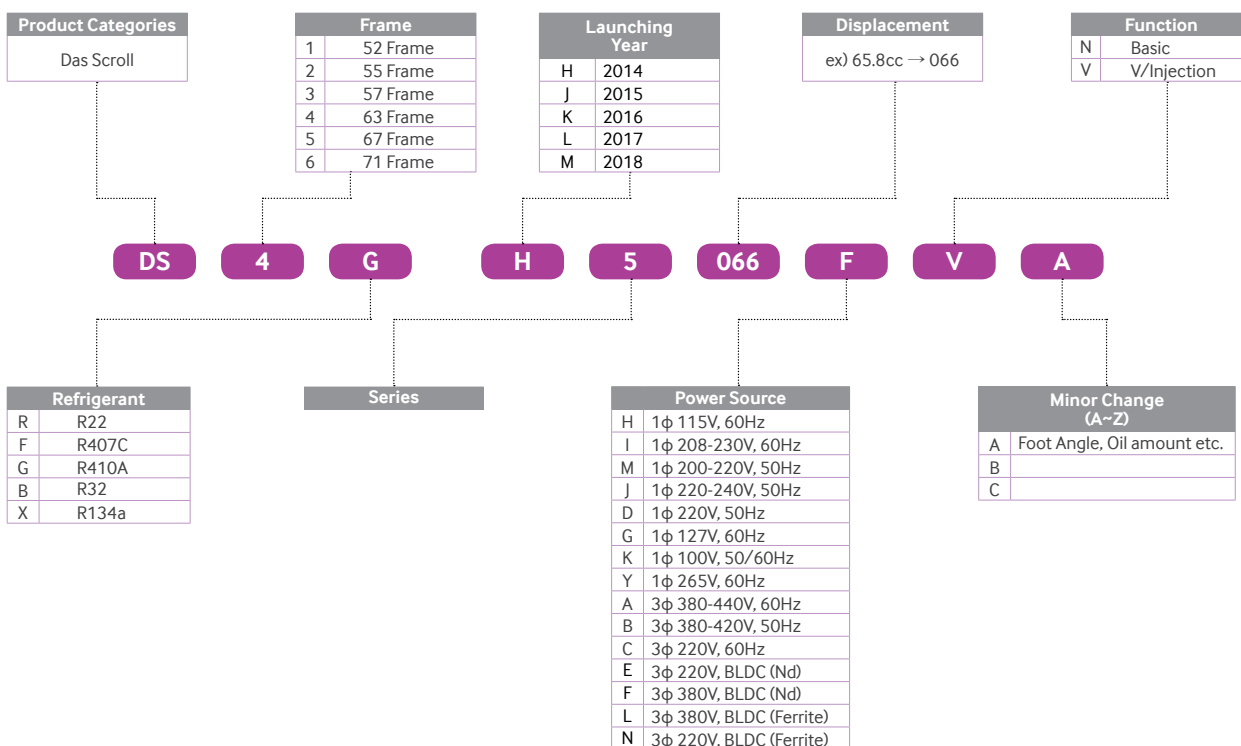 Product Categories
Das Scroll
Frame
1 52 Frame
2 55 Frame
3 57 Frame
4 63 Frame
5 67 Frame
6 71 Frame
Launching
Year
H 2014
J 2015
K 2016
L 2017
M 2018
Displacement
ex) 65.8cc → 066
Function
N Basic
V V/Injection
DS 4 G H 5 066 F V A
Refrigerant
R R22
F R407C
G R410A
B R32
X R134a
Series
Power Source
H 1ϕ 115V, 60Hz
I 1ϕ 208-230V, 60Hz
M 1ϕ 200-220V, 50Hz
J 1ϕ 220-240V, 50Hz
D 1ϕ 220V, 50Hz
G 1ϕ 127V, 60Hz
K 1ϕ 100V, 50/60Hz
Y 1ϕ 265V, 60Hz
A 3ϕ 380-440V, 60Hz
B 3ϕ 380-420V, 50Hz
C 3ϕ 220V, 60Hz
E 3ϕ 220V, BLDC (Nd)
F 3ϕ 380V, BLDC (Nd)
L 3ϕ 380V, BLDC (Ferrite)
N 3ϕ 220V, BLDC (Ferrite)
Minor Change
(A~Z)
A Foot Angle, Oil amount etc.
B
C